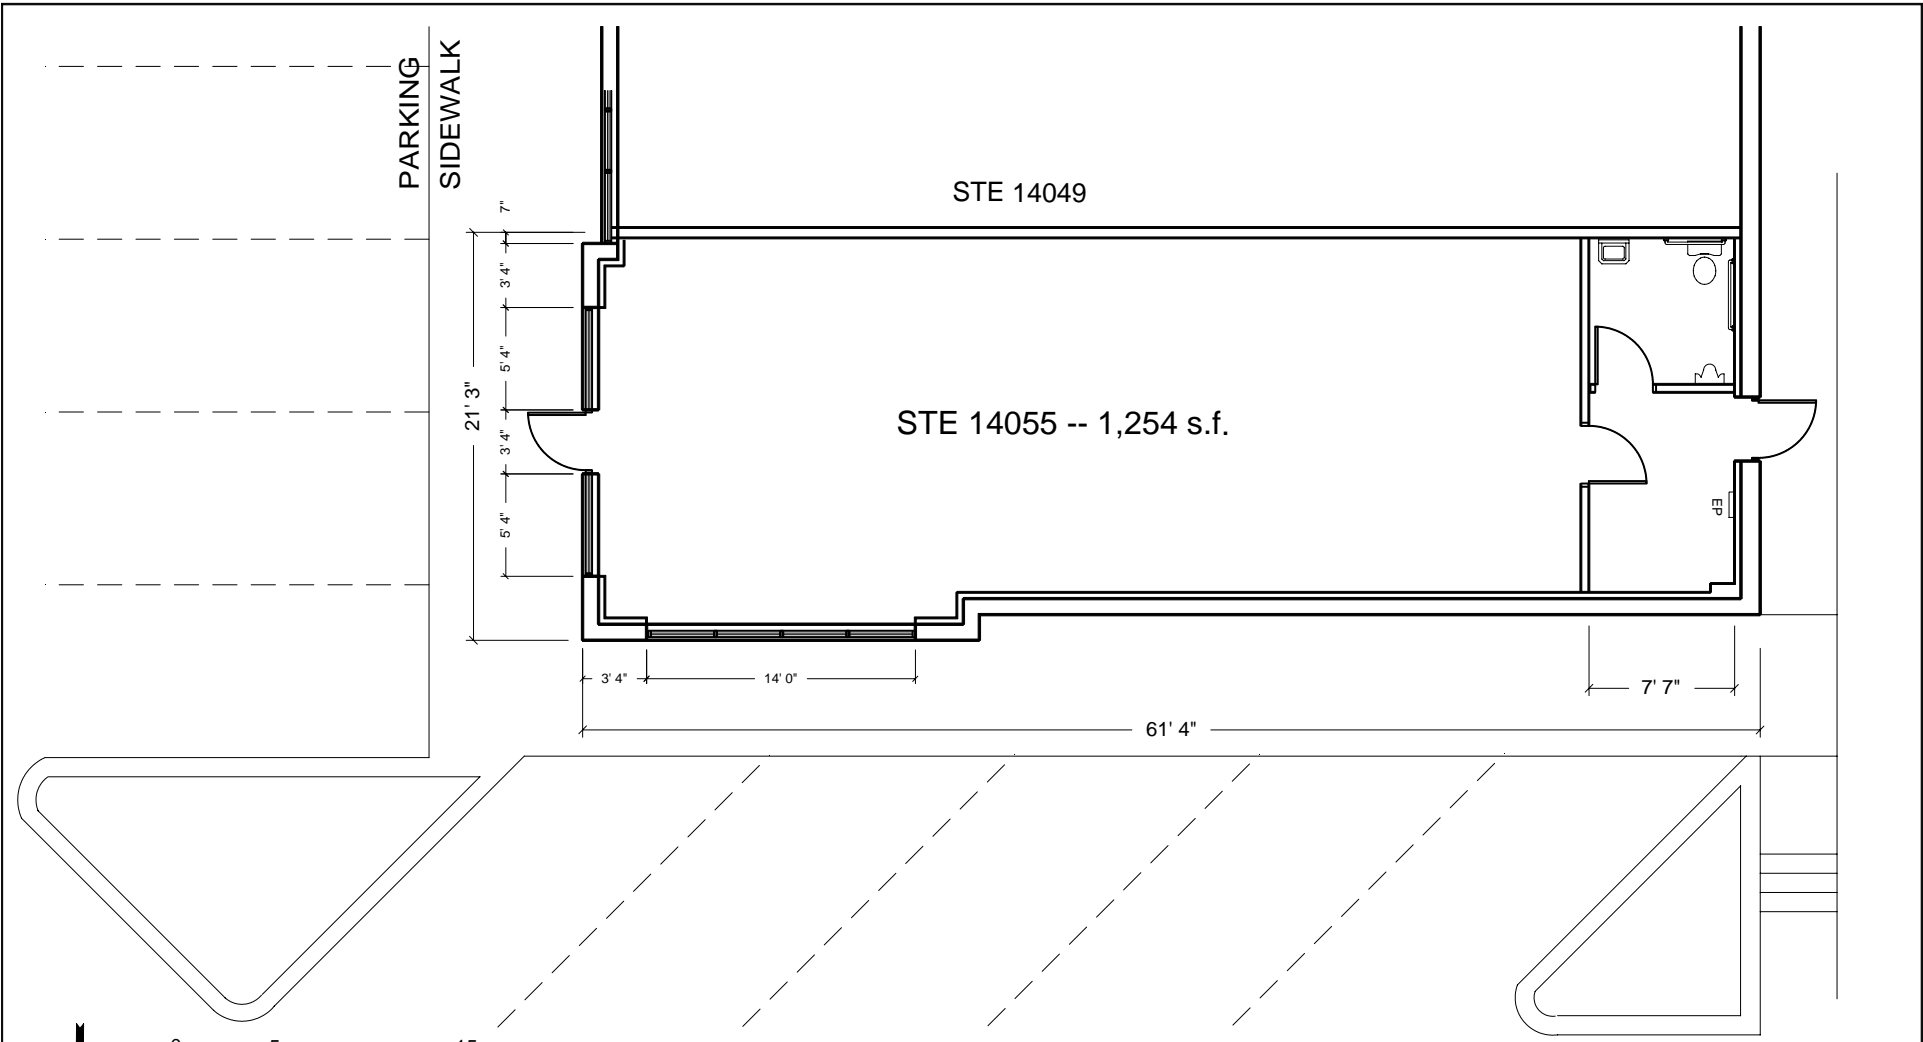 PARKING
SIDEWALK
STE 14049
7"
3' 4"
5' 4"
21' 3"
3' 4"
5' 4"
STE 14055 -- 1,254 s.f.
EP
3' 4"
14' 0"
7' 7"
61' 4"